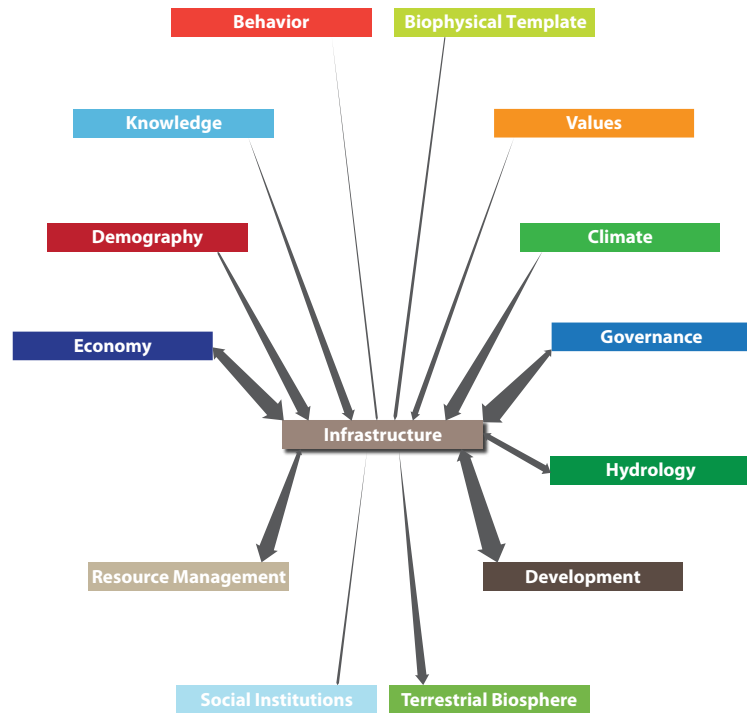 Behavior
Biophysical Template
Knowledge
Values
Demography
Climate
Economy
Governance
Infrastructure
Hydrology
Resource Management
Development
Social Institutions
Terrestrial Biosphere